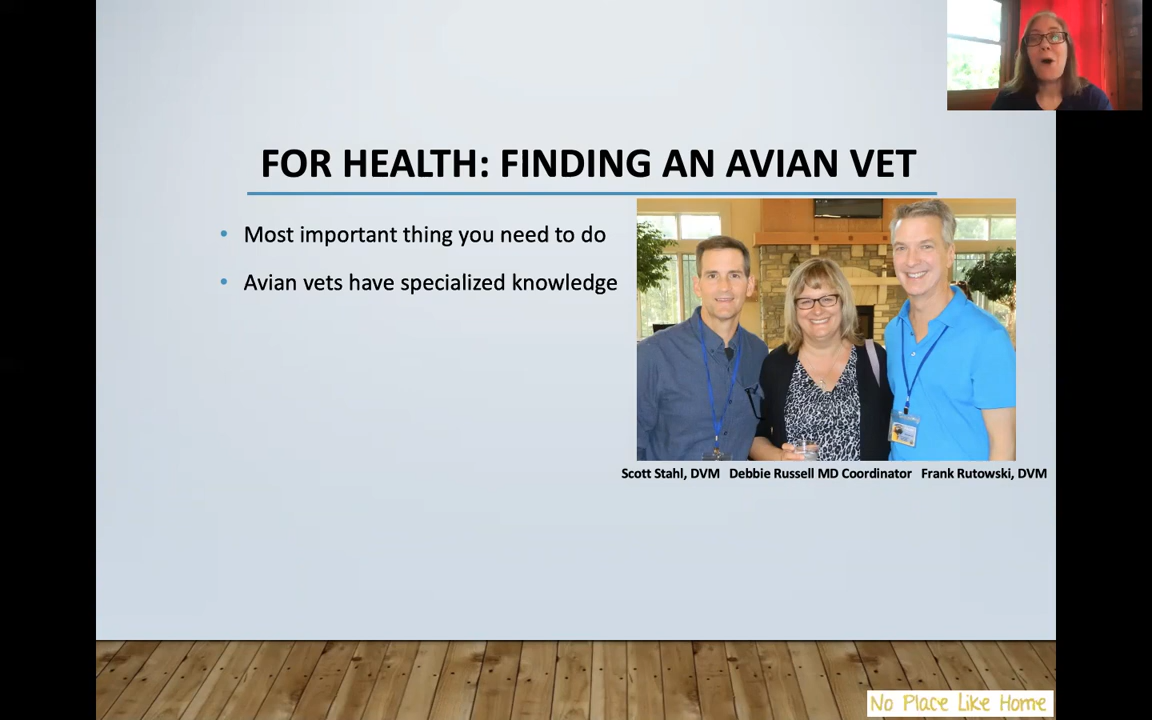 FOR HEALTH: FINDING AN AVIAN VET
• Most important thing you need to do
• Avian vets have specialized knowledge
Scott Stahl, DVM Debbie Russell MD Coordinator Frank Rutowski, DVM
No Place Like Home